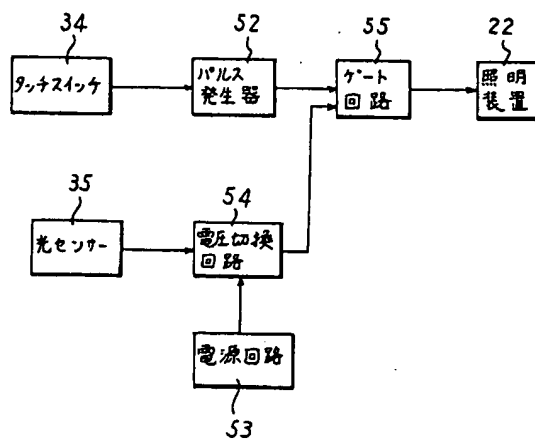 34
タッチスイッチ
52
パルス
発生器
55
ゲート
回路
22
照明
装置
35
光センサー
54
電圧切換
回路
電源回路
53